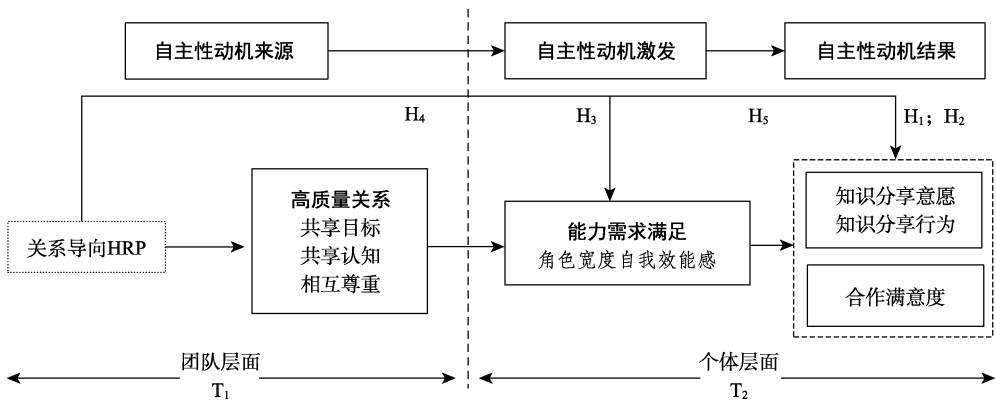 自主性动机来源
自主性动机激发
自主性动机结果
H₄
H₃
H₅
H₁；H₂
关系导向HRP
高质量关系
共享目标
共享认知
相互尊重
能力需求满足
角色宽度自我效能感
知识分享意愿
知识分享行为
合作满意度
团队层面
T₁
个体层面
T₂